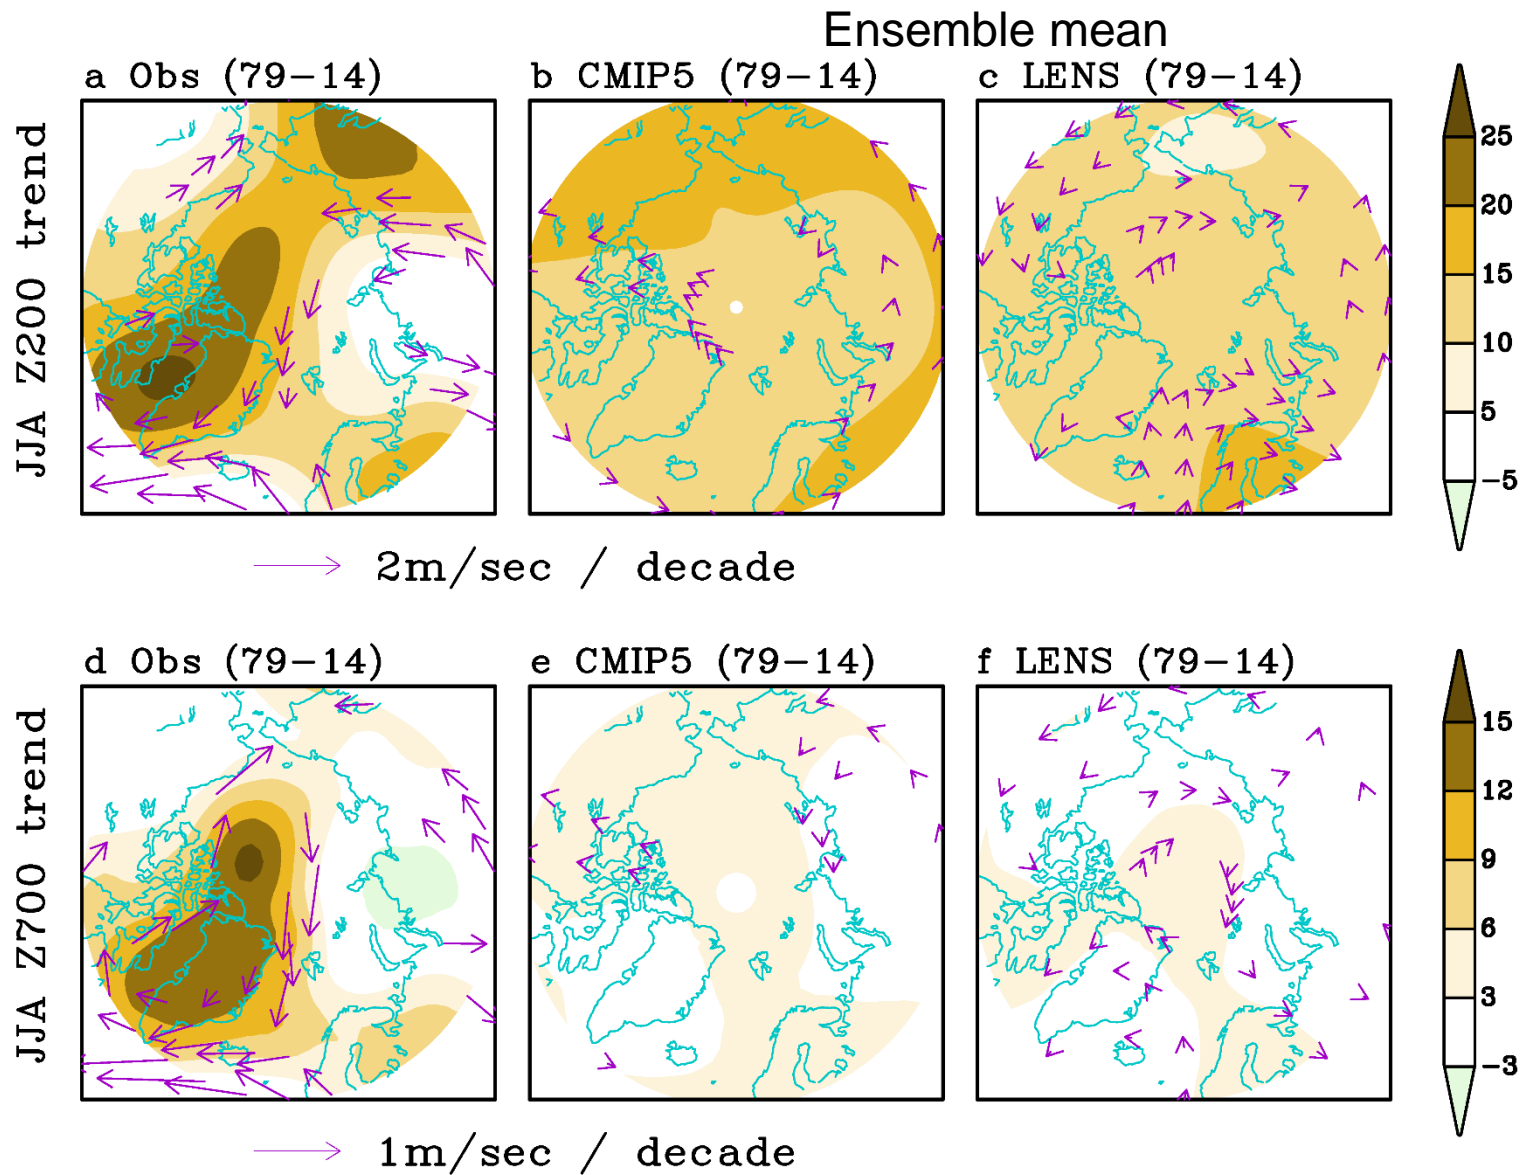 Ensemble mean
a Obs (79-14)
b CMIP5 (79-14)
c LENS (79-14)
JJA Z200 trend
25
20
15
10
5
-5
2m/sec / decade
d Obs (79-14)
e CMIP5 (79-14)
f LENS (79-14)
JJA Z700 trend
15
12
9
6
3
-3
1m/sec / decade